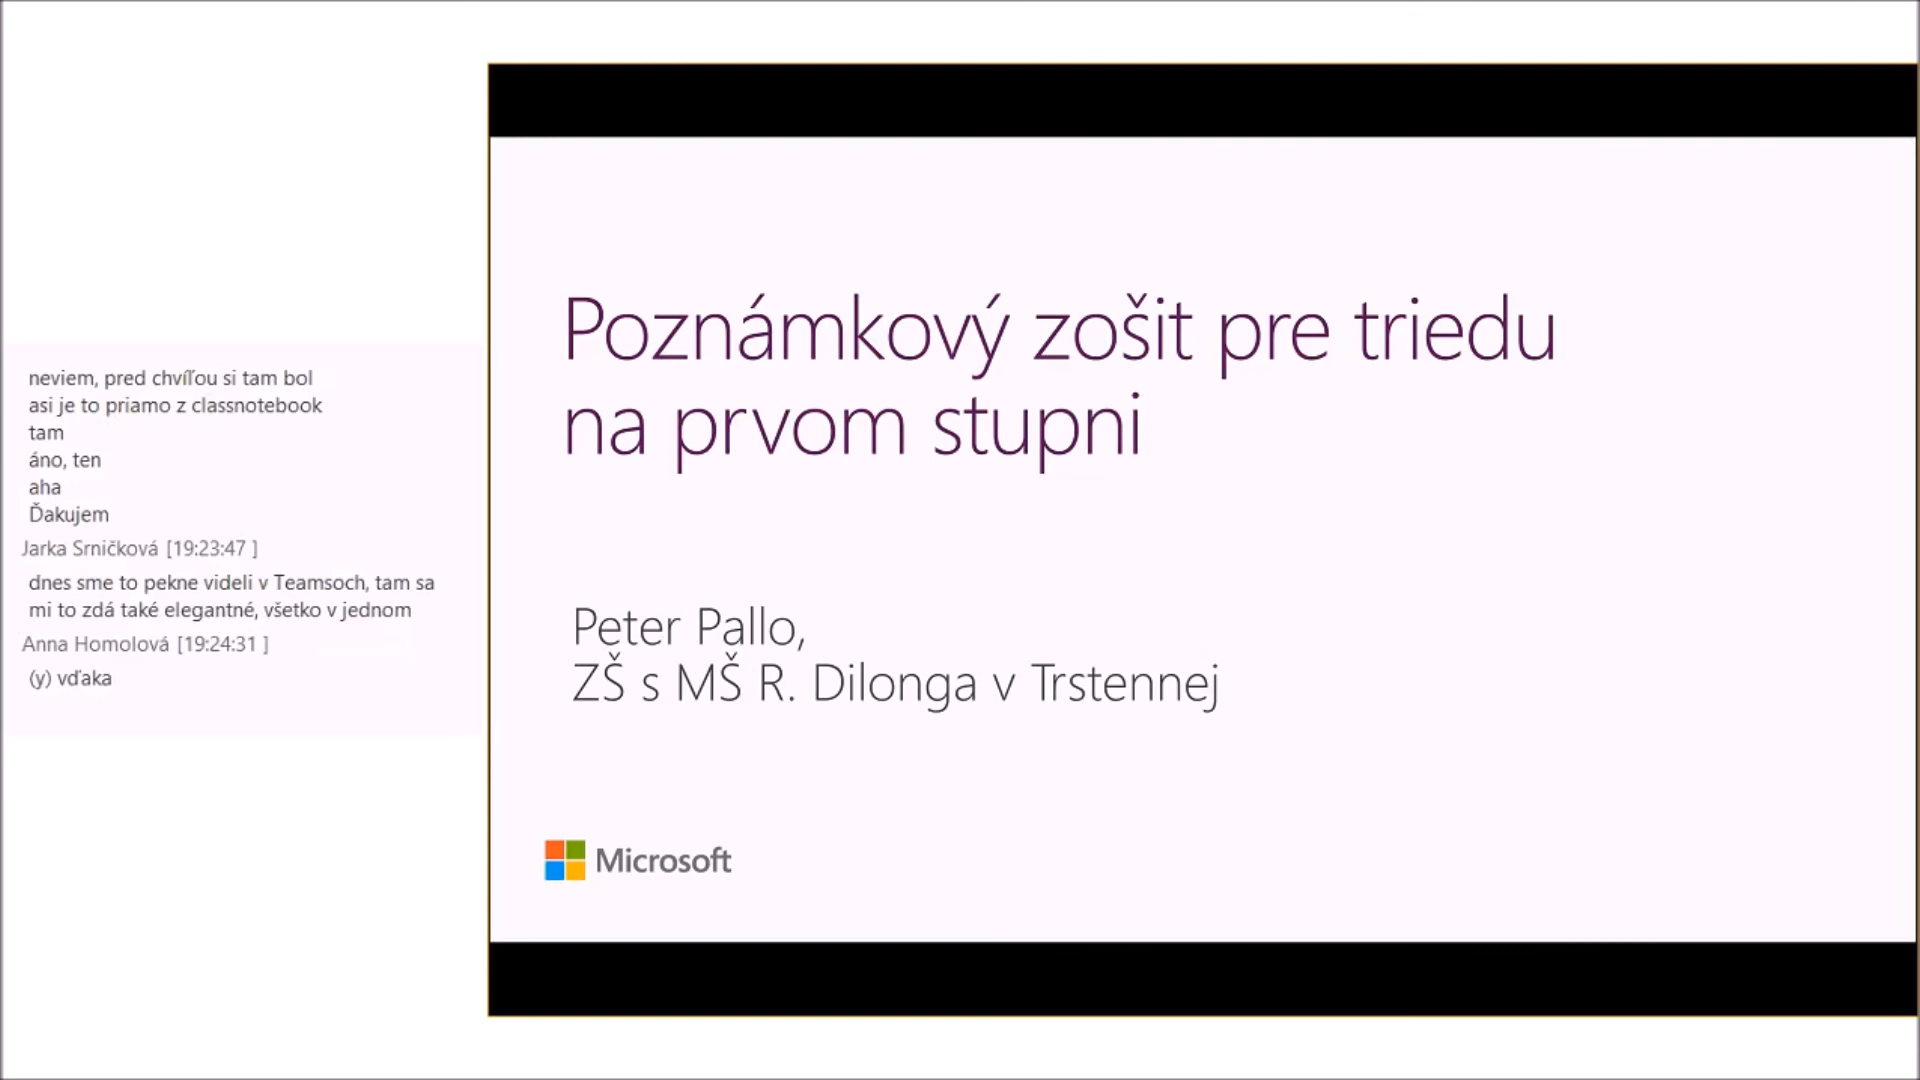 neviem, pred chvíľou si tam bol
asi je to priamo z classnotebook
tam
áno, ten
aha
Ďakujem
Jarka Srničková [19:23:47 ]
dnes sme to pekne videli v Teamsoch, tam sa
mi to zdá také elegantné, všetko v jednom
Anna Homolová [19:24:31 ]
(y) vďaka
Poznámkový zošit pre triedu
na prvom stupni
Peter Pallo,
ZŠ s MŠ R. Dilonga v Trstennej
Microsoft